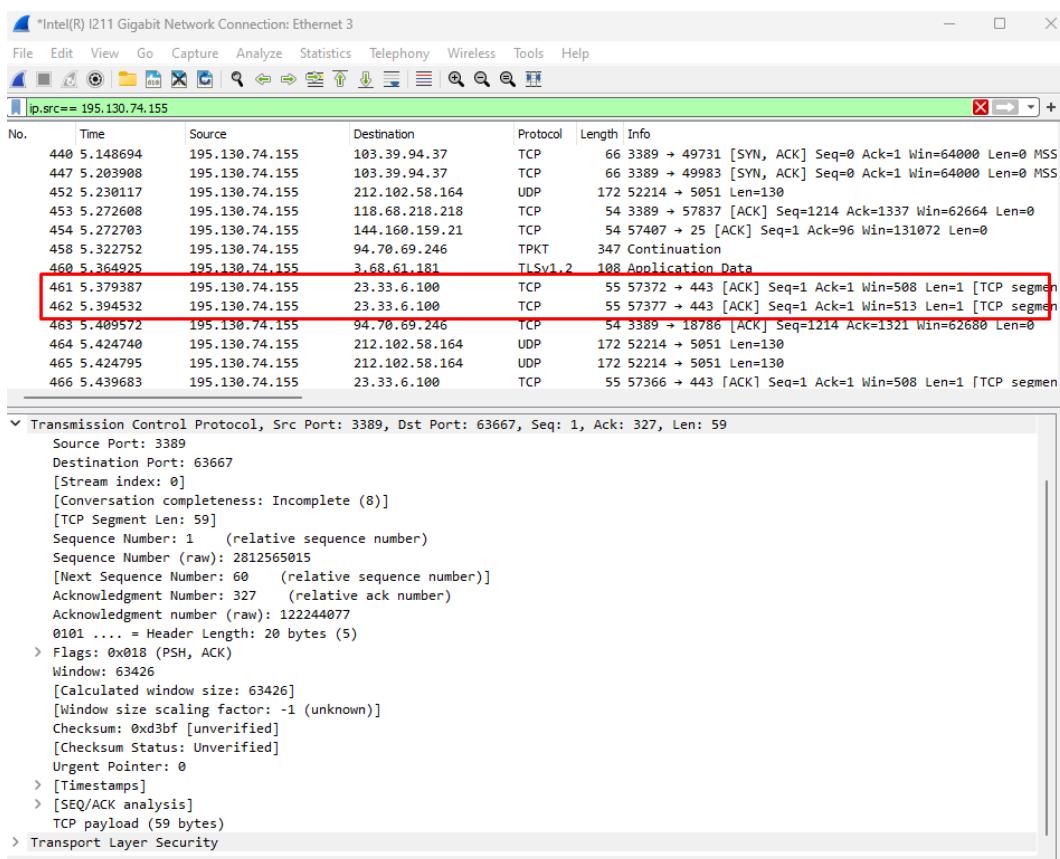 *Intel(R) I211 Gigabit Network Connection: Ethernet 3
File Edit View Go Capture Analyze Statistics Telephony Wireless Tools Help
ip.src== 195.130.74.155
No. Time Source Destination Protocol Length Info
440 5.148694 195.130.74.155 103.39.94.37 TCP 66 3389 → 49731 [SYN, ACK] Seq=0 Ack=1 Win=64000 Len=0 MSS
447 5.203908 195.130.74.155 103.39.94.37 TCP 66 3389 → 49983 [SYN, ACK] Seq=0 Ack=1 Win=64000 Len=0 MSS
452 5.230117 195.130.74.155 212.102.58.164 UDP 172 52214 → 5051 Len=130
453 5.272608 195.130.74.155 118.68.218.218 TCP 54 3389 → 57837 [ACK] Seq=1214 Ack=1337 Win=62664 Len=0
454 5.272703 195.130.74.155 144.160.159.21 TCP 54 57407 → 25 [ACK] Seq=1 Ack=96 Win=131072 Len=0
458 5.322752 195.130.74.155 94.70.69.246 TPKT 347 Continuation
460 5.364925 195.130.74.155 3.68.61.181 TLSv1.2 108 Application Data
461 5.379387 195.130.74.155 23.33.6.100 TCP 55 57372 → 443 [ACK] Seq=1 Ack=1 Win=508 Len=1 [TCP segmen
462 5.394532 195.130.74.155 23.33.6.100 TCP 55 57377 → 443 [ACK] Seq=1 Ack=1 Win=513 Len=1 [TCP segmen
463 5.409572 195.130.74.155 94.70.69.246 TCP 54 3389 → 18786 [ACK] Seq=1214 Ack=1321 Win=62680 Len=0
464 5.424740 195.130.74.155 212.102.58.164 UDP 172 52214 → 5051 Len=130
465 5.424795 195.130.74.155 212.102.58.164 UDP 172 52214 → 5051 Len=130
466 5.439683 195.130.74.155 23.33.6.100 TCP 55 57366 → 443 [ACK] Seq=1 Ack=1 Win=508 Len=1 [TCP segmen
Transmission Control Protocol, Src Port: 3389, Dst Port: 63667, Seq: 1, Ack: 327, Len: 59
Source Port: 3389
Destination Port: 63667
[Stream index: 0]
[Conversation completeness: Incomplete (8)]
[TCP Segment Len: 59]
Sequence Number: 1 (relative sequence number)
Sequence Number (raw): 2812565015
[Next Sequence Number: 60 (relative sequence number)]
Acknowledgment Number: 327 (relative ack number)
Acknowledgment number (raw): 122244077
0101 .... = Header Length: 20 bytes (5)
Flags: 0x018 (PSH, ACK)
Window: 63426
[Calculated window size: 63426]
[Window size scaling factor: -1 (unknown)]
Checksum: 0xd3bf [unverified]
[Checksum Status: Unverified]
Urgent Pointer: 0
[Timestamps]
[SEQ/ACK analysis]
TCP payload (59 bytes)
Transport Layer Security